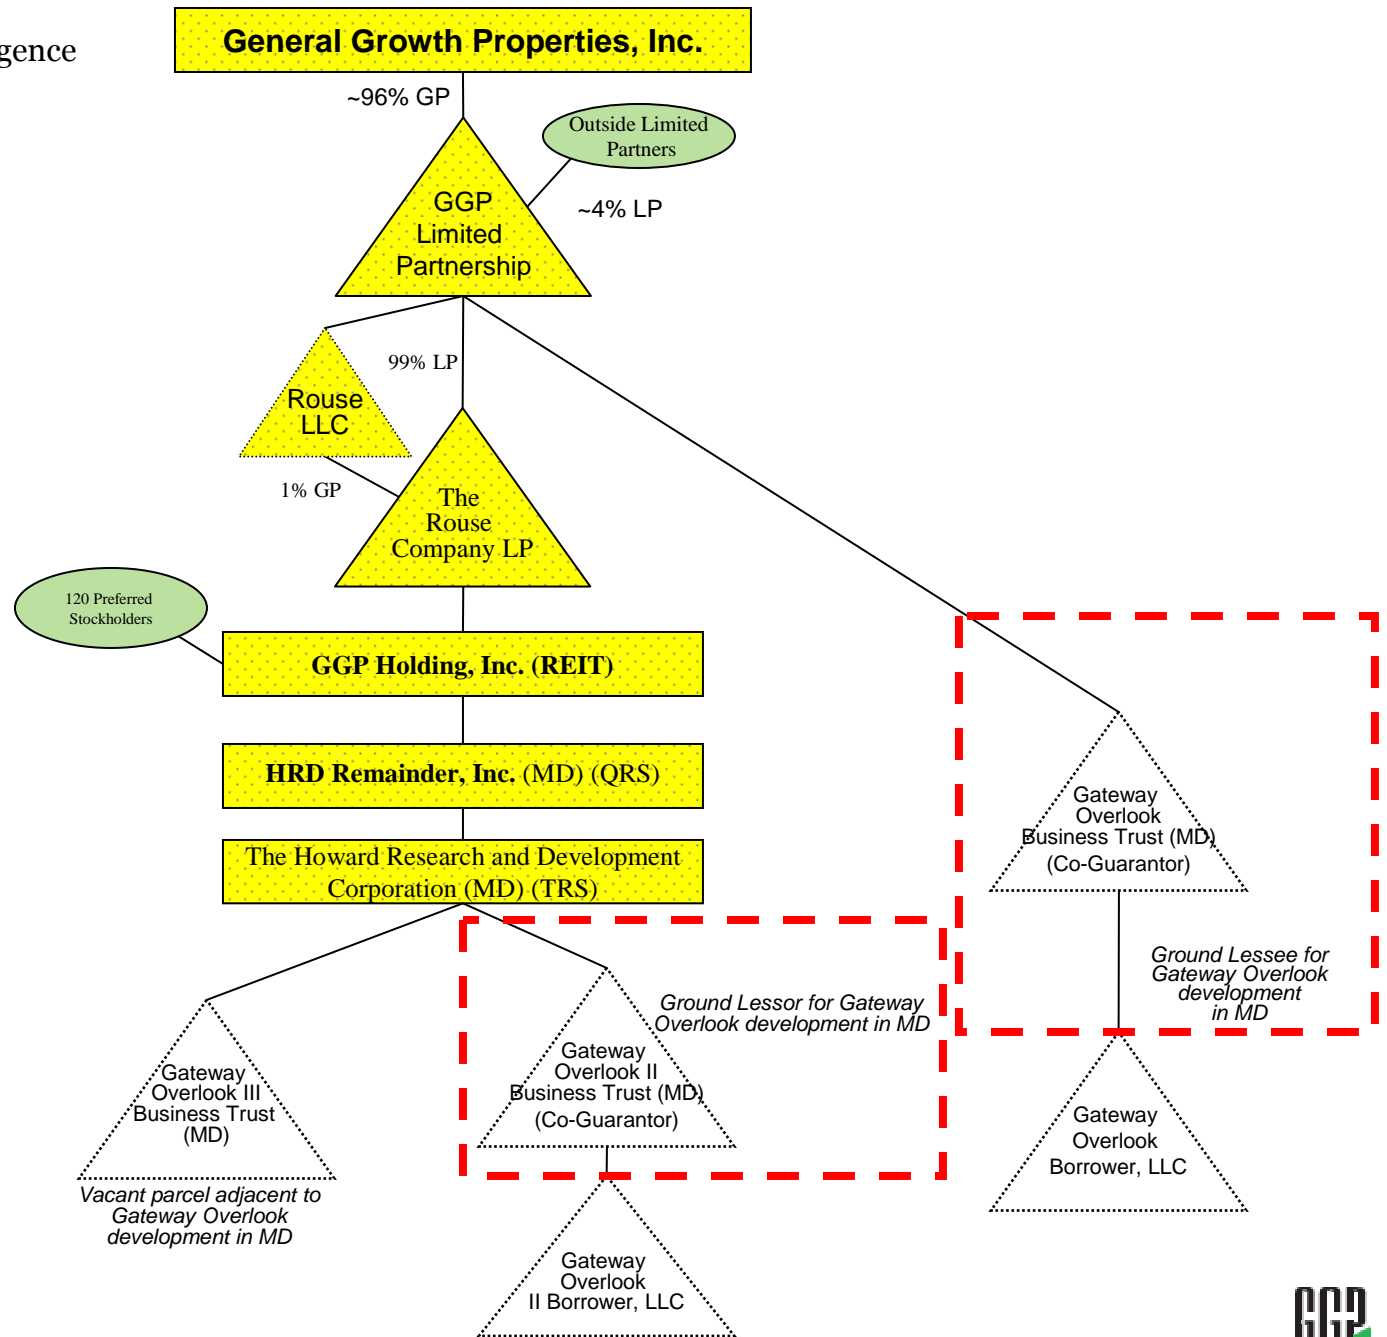 gence
General Growth Properties, Inc.
~96% GP
Outside Limited
Partners
~4% LP
GGP
Limited
Partnership
99% LP
Rouse
LLC
1% GP
The
Rouse
Company LP
120 Preferred
Stockholders
GGP Holding, Inc. (REIT)
HRD Remainder, Inc. (MD) (QRS)
The Howard Research and Development
Corporation (MD) (TRS)
Gateway
Overlook
Business Trust (MD)
(Co-Guarantor)
Ground Lessee for
Gateway Overlook
development
in MD
Ground Lessor for Gateway
Overlook development in MD
Gateway
Overlook II
Business Trust (MD)
(Co-Guarantor)
Gateway
Overlook III
Business Trust
(MD)
Vacant parcel adjacent to
Gateway Overlook
development in MD
Gateway
Overlook
Borrower, LLC
Gateway
Overlook
II Borrower, LLC
GGP